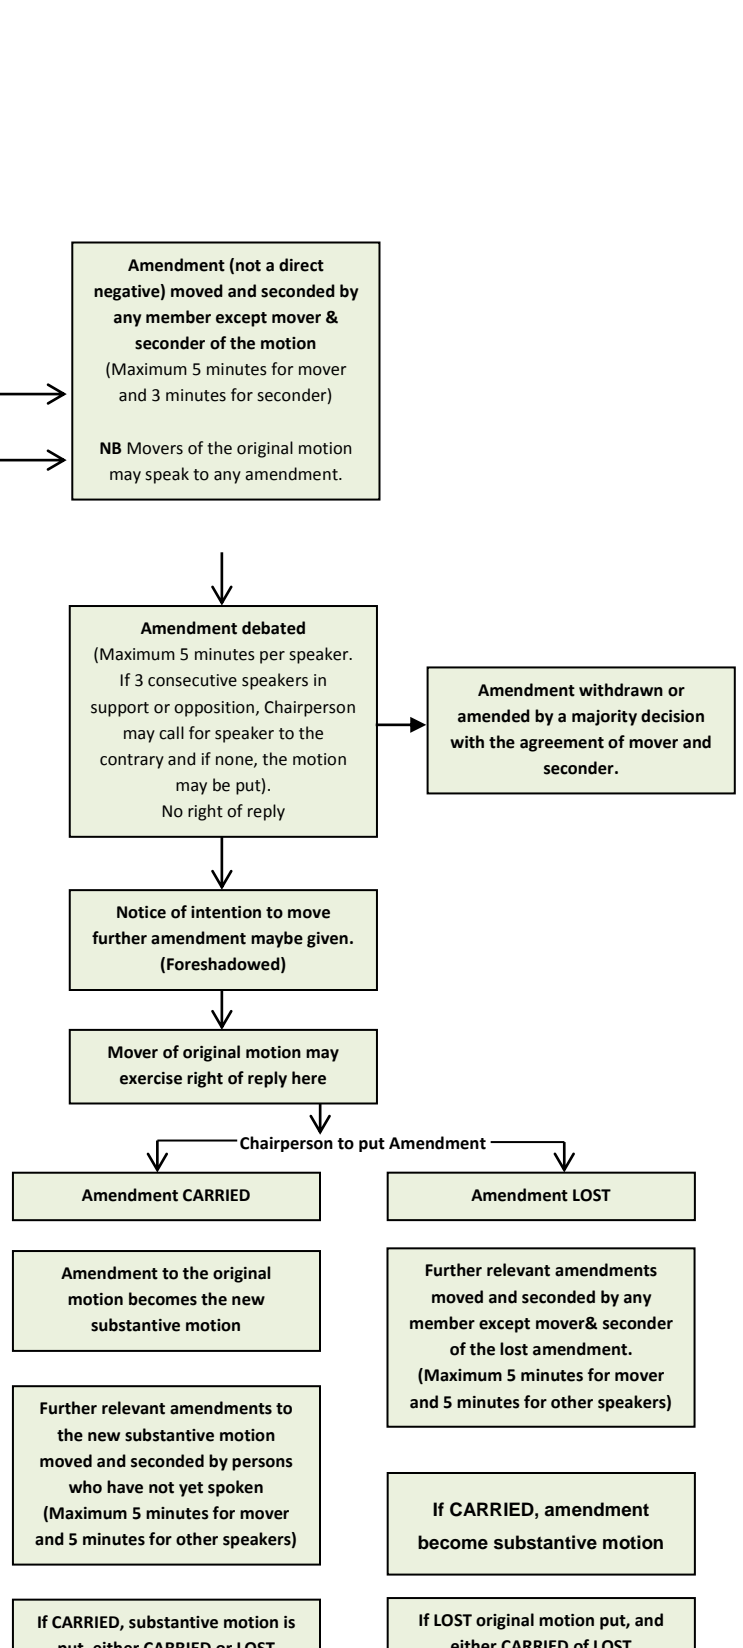 Amendment (not a direct
negative) moved and seconded by
any member except mover &
seconder of the motion
(Maximum 5 minutes for mover
and 3 minutes for seconder)
NB Movers of the original motion
may speak to any amendment.
Amendment debated
(Maximum 5 minutes per speaker.
If 3 consecutive speakers in
support or opposition, Chairperson
may call for speaker to the
contrary and if none, the motion
may be put).
No right of reply
Amendment withdrawn or
amended by a majority decision
with the agreement of mover and
seconder.
Notice of intention to move
further amendment maybe given.
(Foreshadowed)
Mover of original motion may
exercise right of reply here
Chairperson to put Amendment
Amendment CARRIED
Amendment to the original
motion becomes the new
substantive motion
Further relevant amendments to
the new substantive motion
moved and seconded by persons
who have not yet spoken
(Maximum 5 minutes for mover
and 5 minutes for other speakers)
If CARRIED, substantive motion is
put, either CARRIED or LOST
Amendment LOST
Further relevant amendments
moved and seconded by any
member except mover& seconder
of the lost amendment.
(Maximum 5 minutes for mover
and 5 minutes for other speakers)
If CARRIED, amendment
become substantive motion
If LOST original motion put, and
either CARRIED of LOST